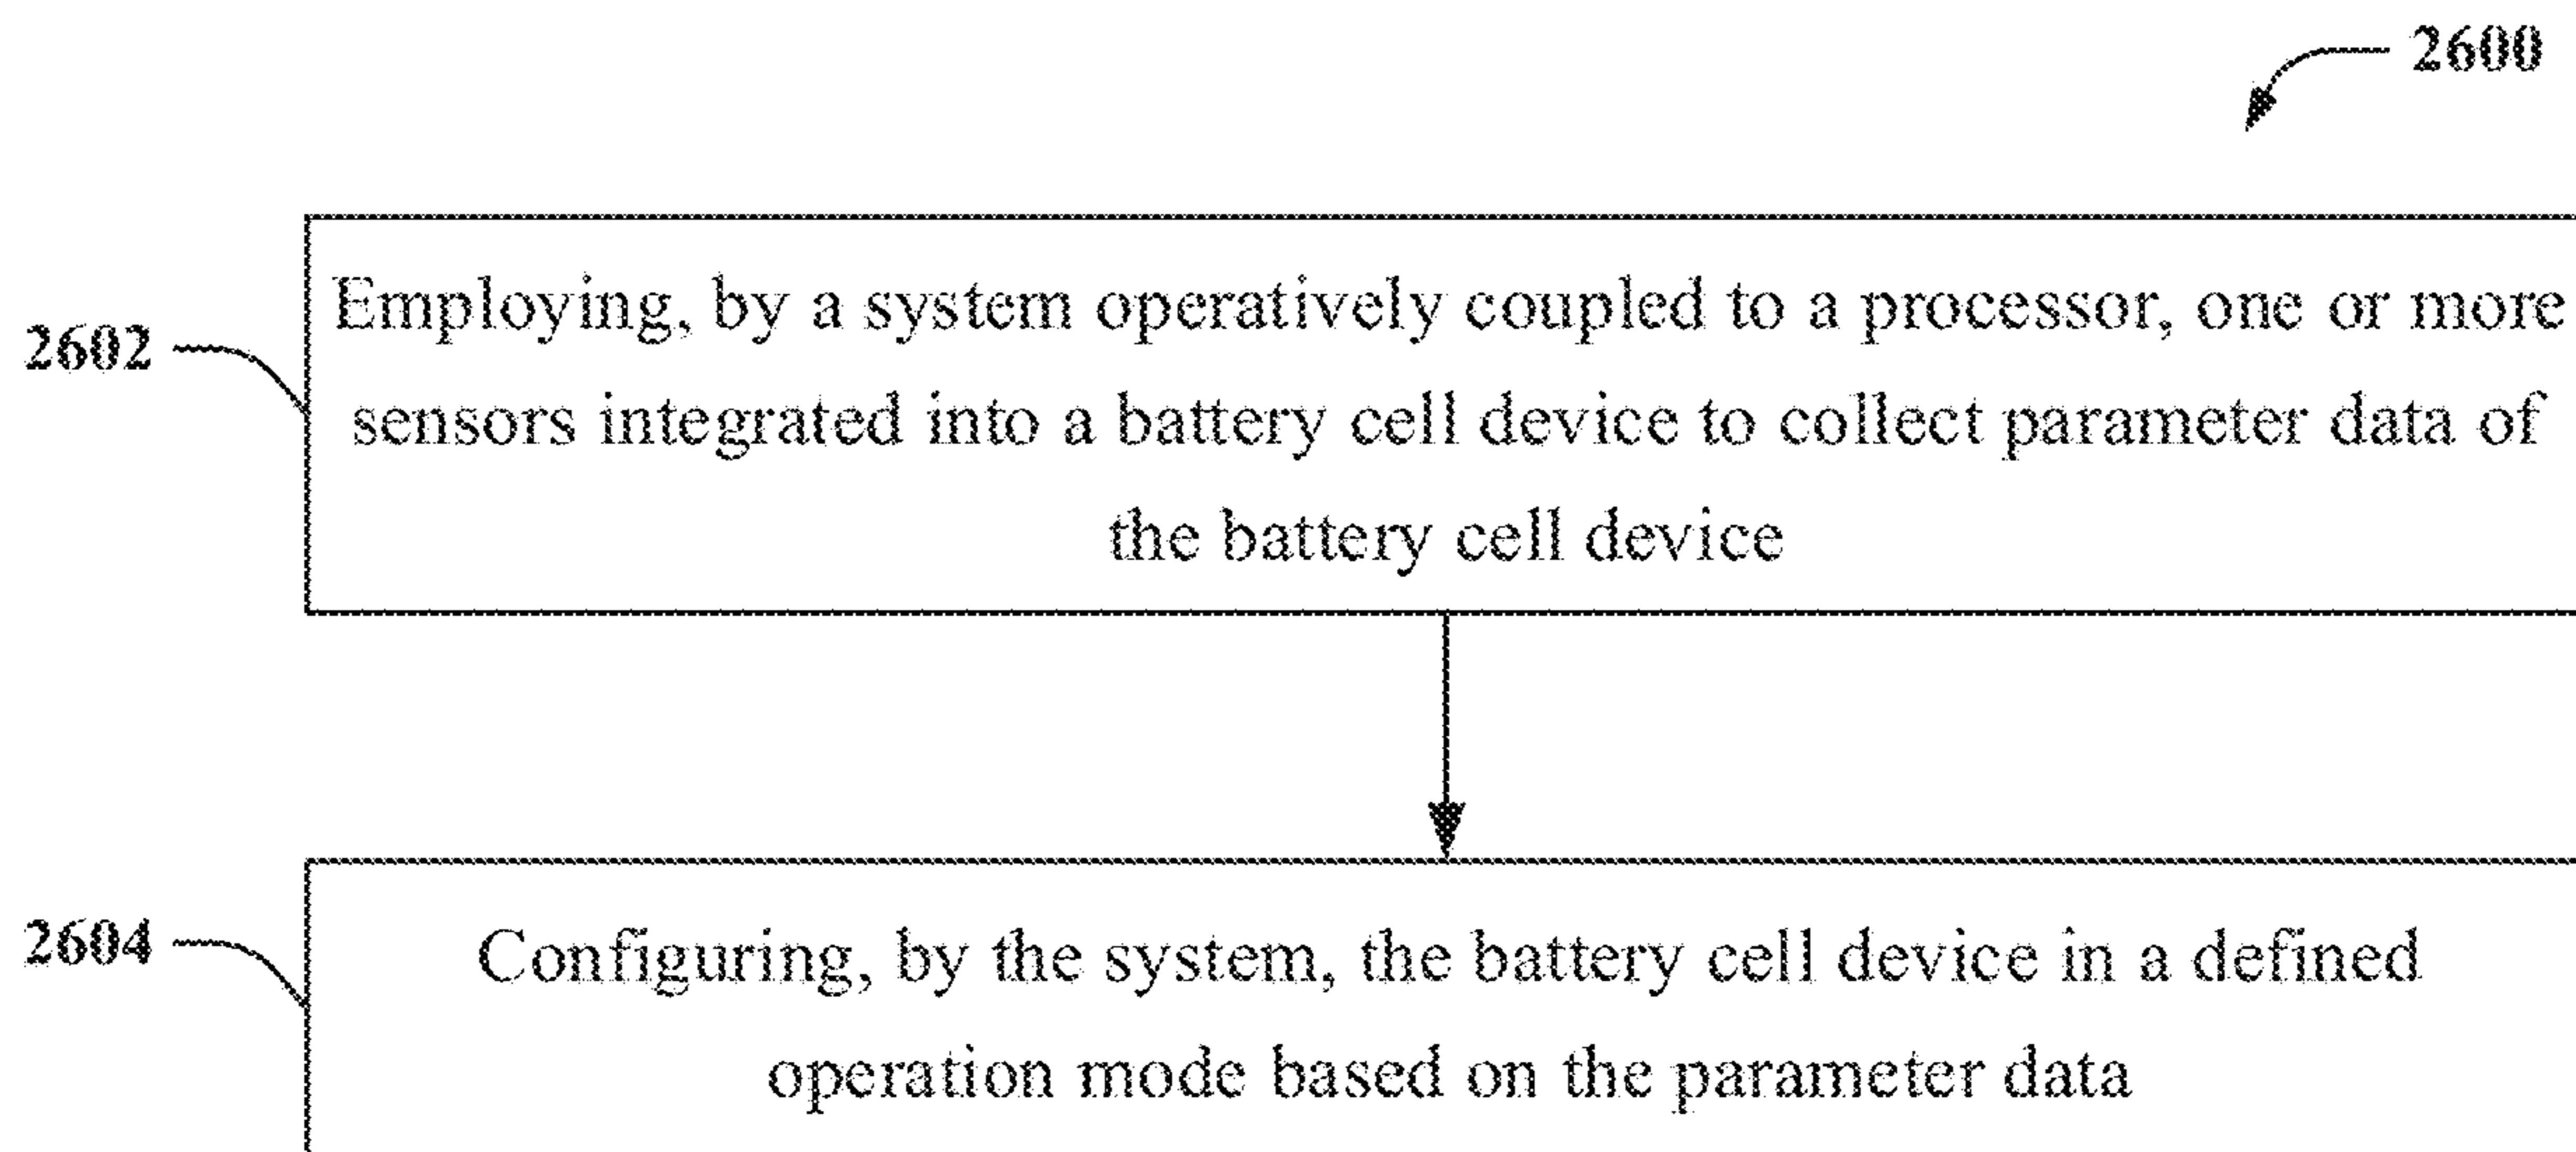 2600
2602
Employing, by a system operatively coupled to a processor, one or more
sensors integrated into a battery cell device to collect parameter data of
the battery cell device
2604
Configuring, by the system, the battery cell device in a defined
operation mode based on the parameter data